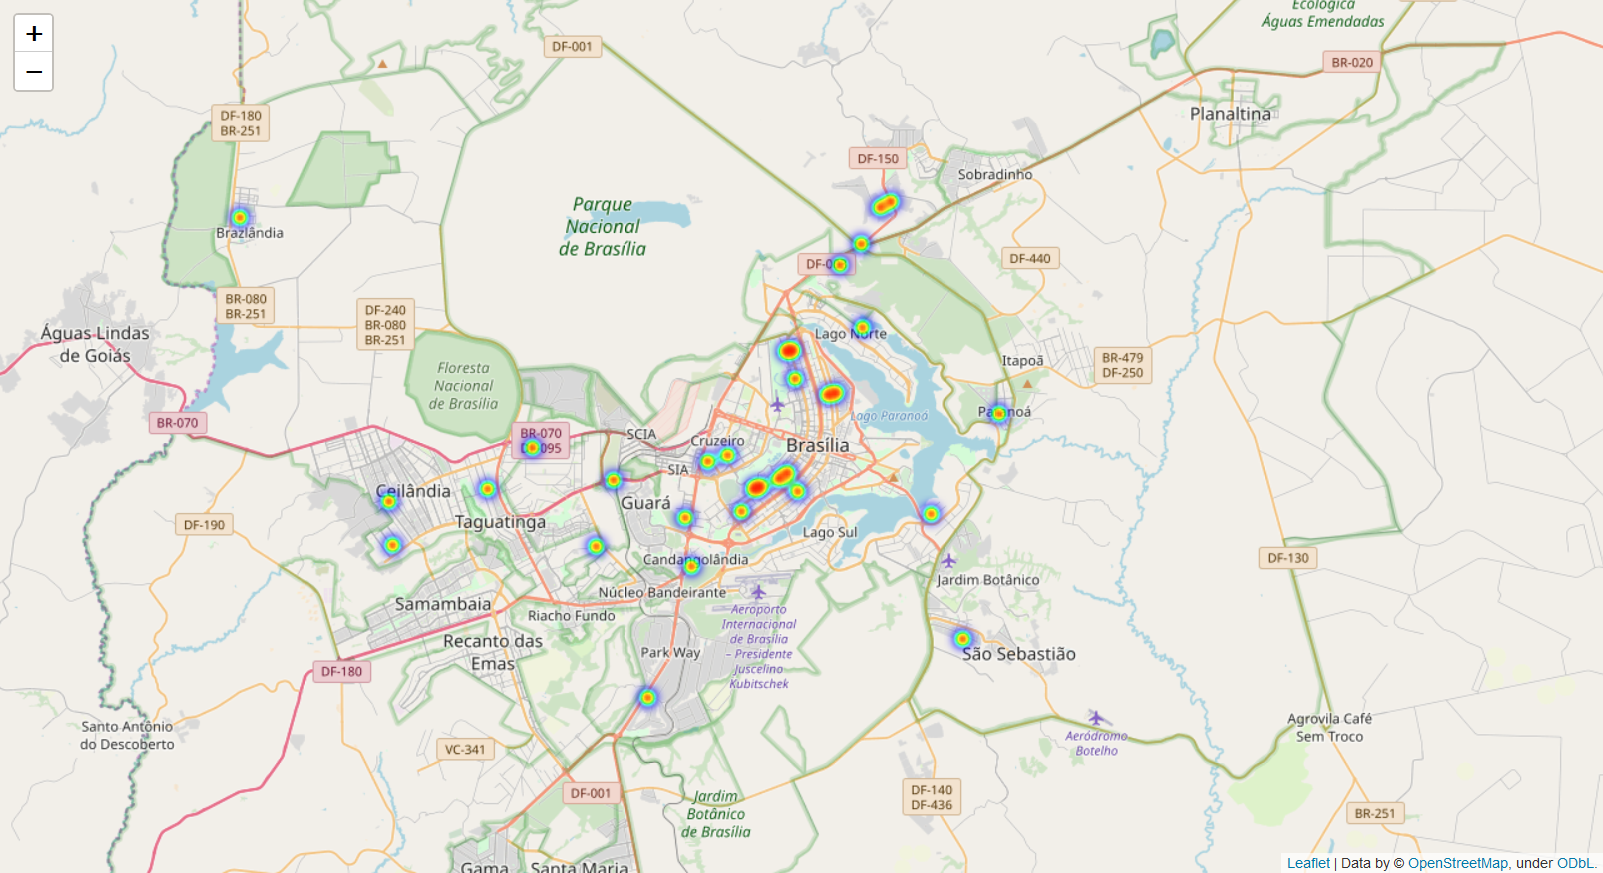 +
−
Ecológica
Águas Emendadas
DF-001
BR-020
DF-180
BR-251
Planaltina
DF-150
Sobradinho
Parque
Nacional
de Brasília
Brazlândia
DF-440
BR-080
BR-251
DF-240
BR-080
BR-251
Águas Lindas
de Goiás
Lago Norte
Itapoã
BR-479
DF-250
Floresta
Nacional
de Brasília
Paranoá
Lago Paranoá
BR-070
BR-070
SCIA
Cruzeiro
Brasília
SIA
Ceilândia
Guará
DF-190
Taguatinga
Lago Sul
DF-130
Candangolândia
Jardim Botânico
Núcleo Bandeirante
Samambaia
Riacho Fundo
Aeroporto
Internacional
de Brasília
– Presidente
Juscelino
Kubitschek
Recanto das
Emas
Park Way
São Sebastião
DF-180
Santo Antônio
do Descoberto
Agrovila Café
Sem Troco
Aeródromo
Botelho
VC-341
DF-001
DF-140
DF-436
Jardim
Botânico
de Brasília
BR-251
Gama
Santa Maria
Leaflet | Data by © OpenStreetMap, under ODbL.